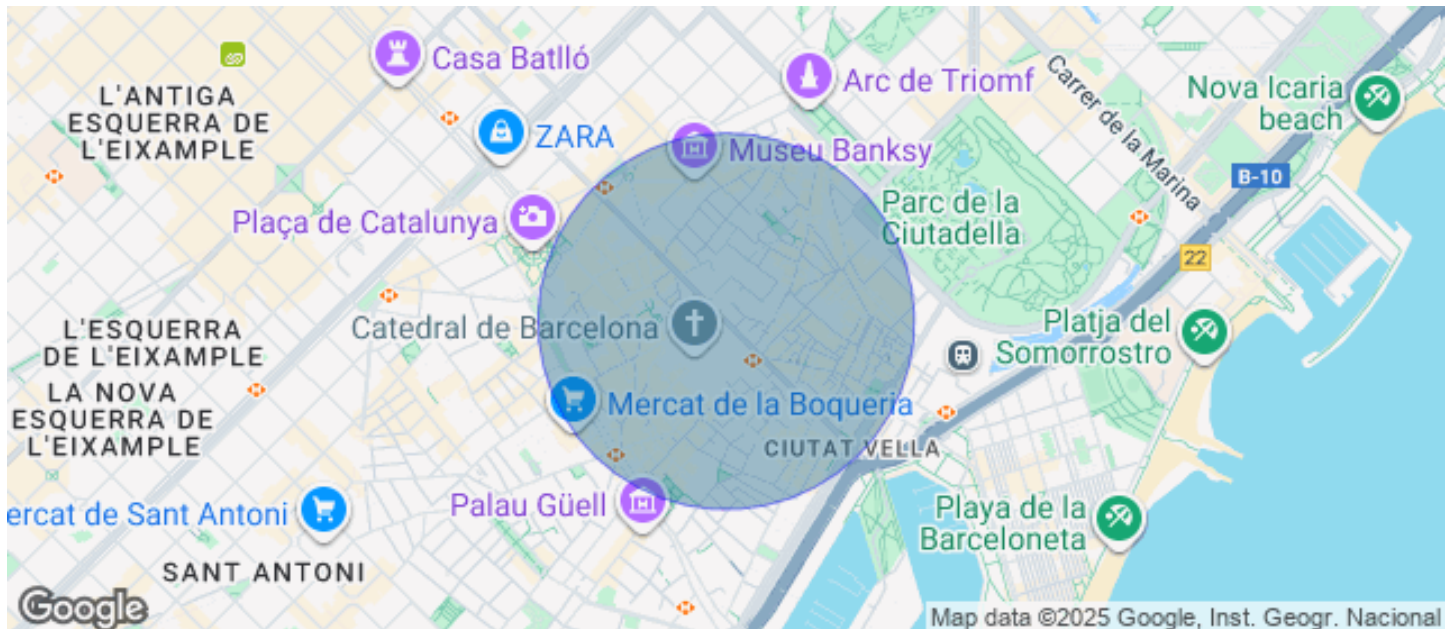 Casa Batlló
L'ANTIGA
ESQUERRA DE
L'EIXAMPLE
Arc de Triomf
Carrer de la Marina
Nova Icaria
beach
ZARA
Museu Banksy
B-10
Plaça de Catalunya
Parc de la
Ciutadella
22
L'ESQUERRA
DE L'EIXAMPLE
Catedral de Barcelona
Platja del
Somorrostro
LA NOVA
ESQUERRA DE
L'EIXAMPLE
Mercat de la Boqueria
CIUTAT VELLA
Palau Güell
ercat de Sant Antoni
Playa de la
Barceloneta
SANT ANTONI
Google
Map data ©2025 Google, Inst. Geogr. Nacional